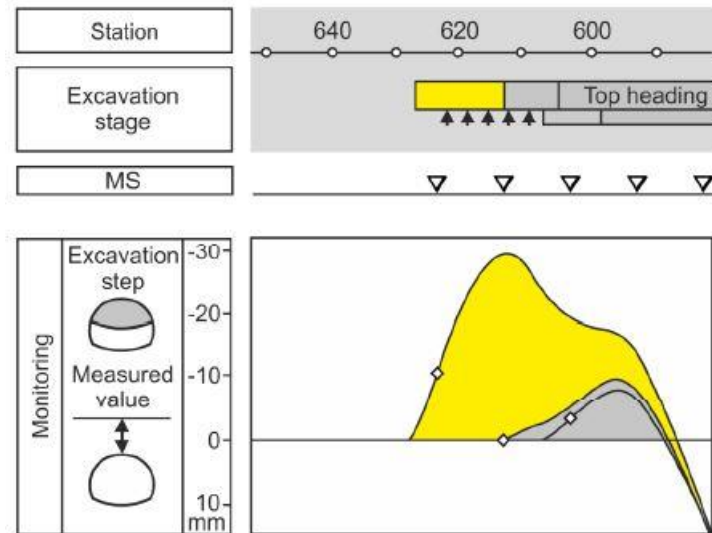 Station
640 620 600
Excavation
stage
Top heading
MS
Monitoring
Excavation
step
Measured
value
-30
-20
-10
0
10
mm